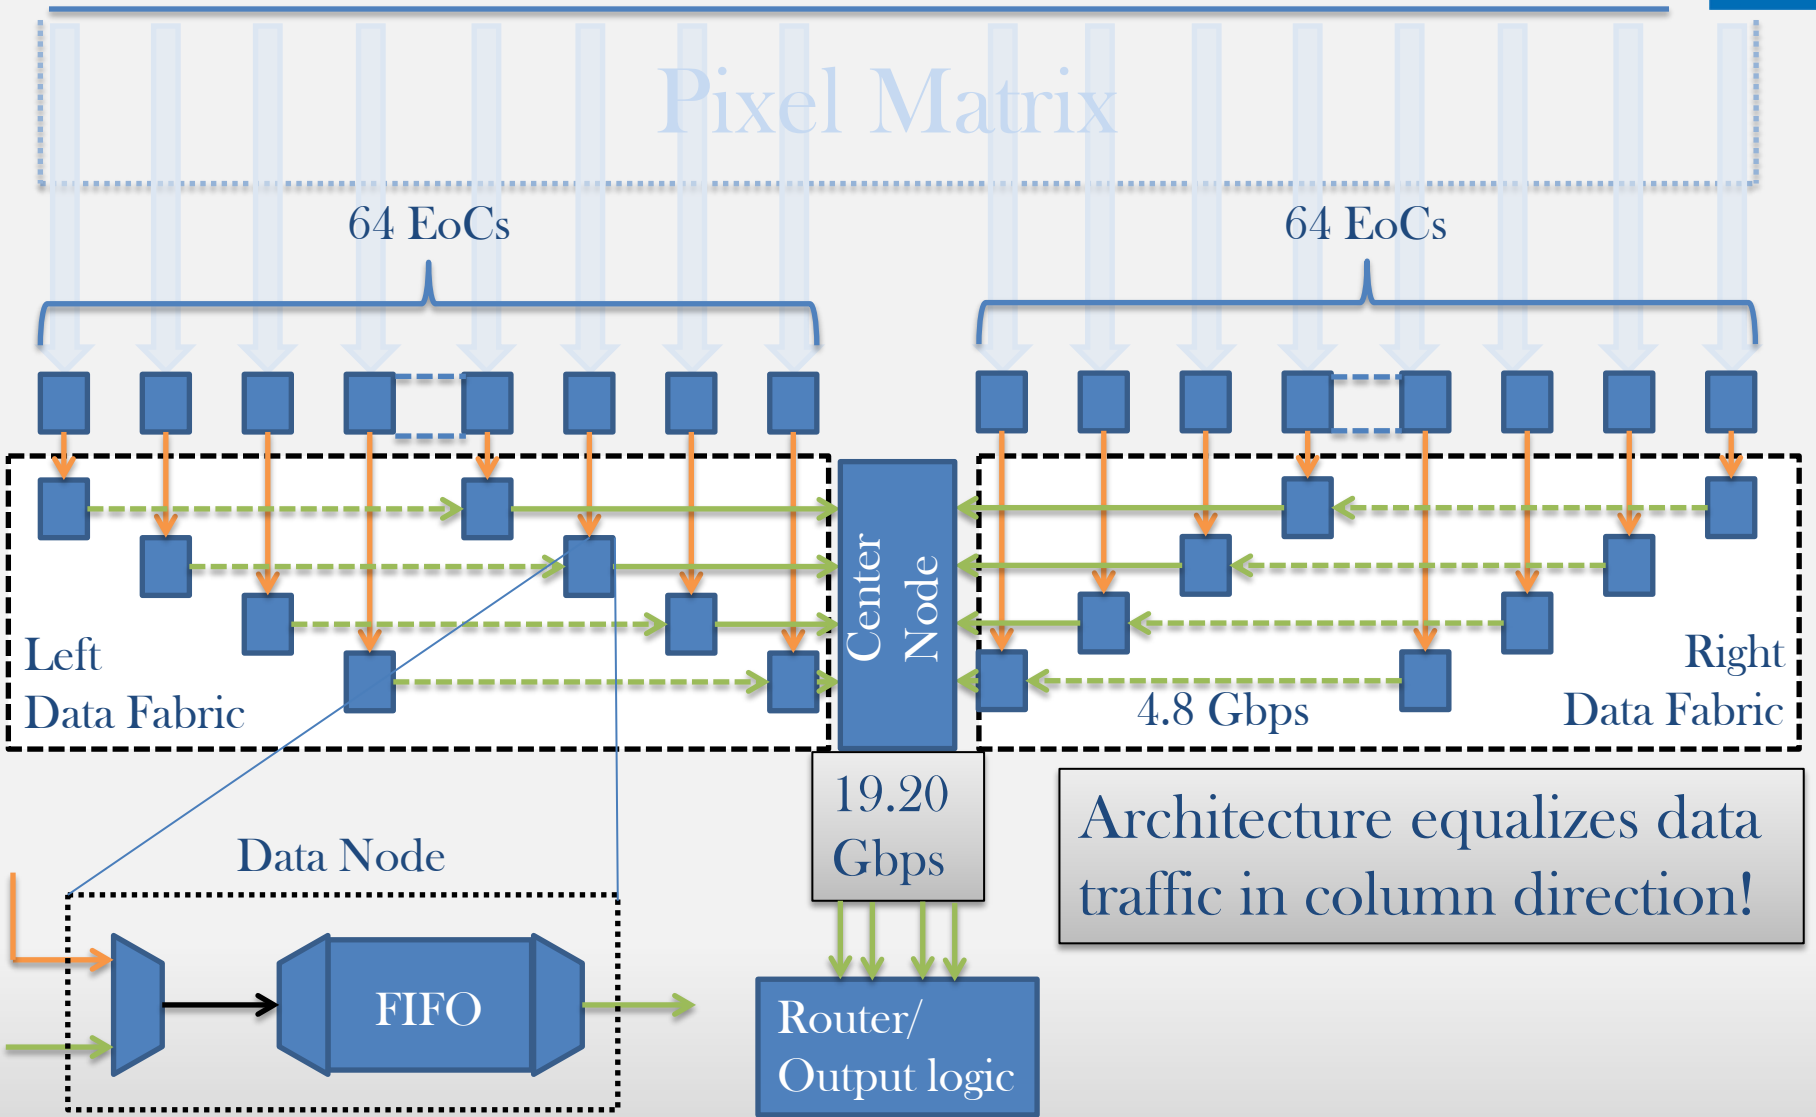 Pixel Matrix
64 EoCs
64 EoCs
Center
Node
Left
Data Fabric
4.8 Gbps
Right
Data Fabric
19.20
Gbps
Architecture equalizes data
traffic in column direction!
Data Node
FIFO
Router/
Output logic